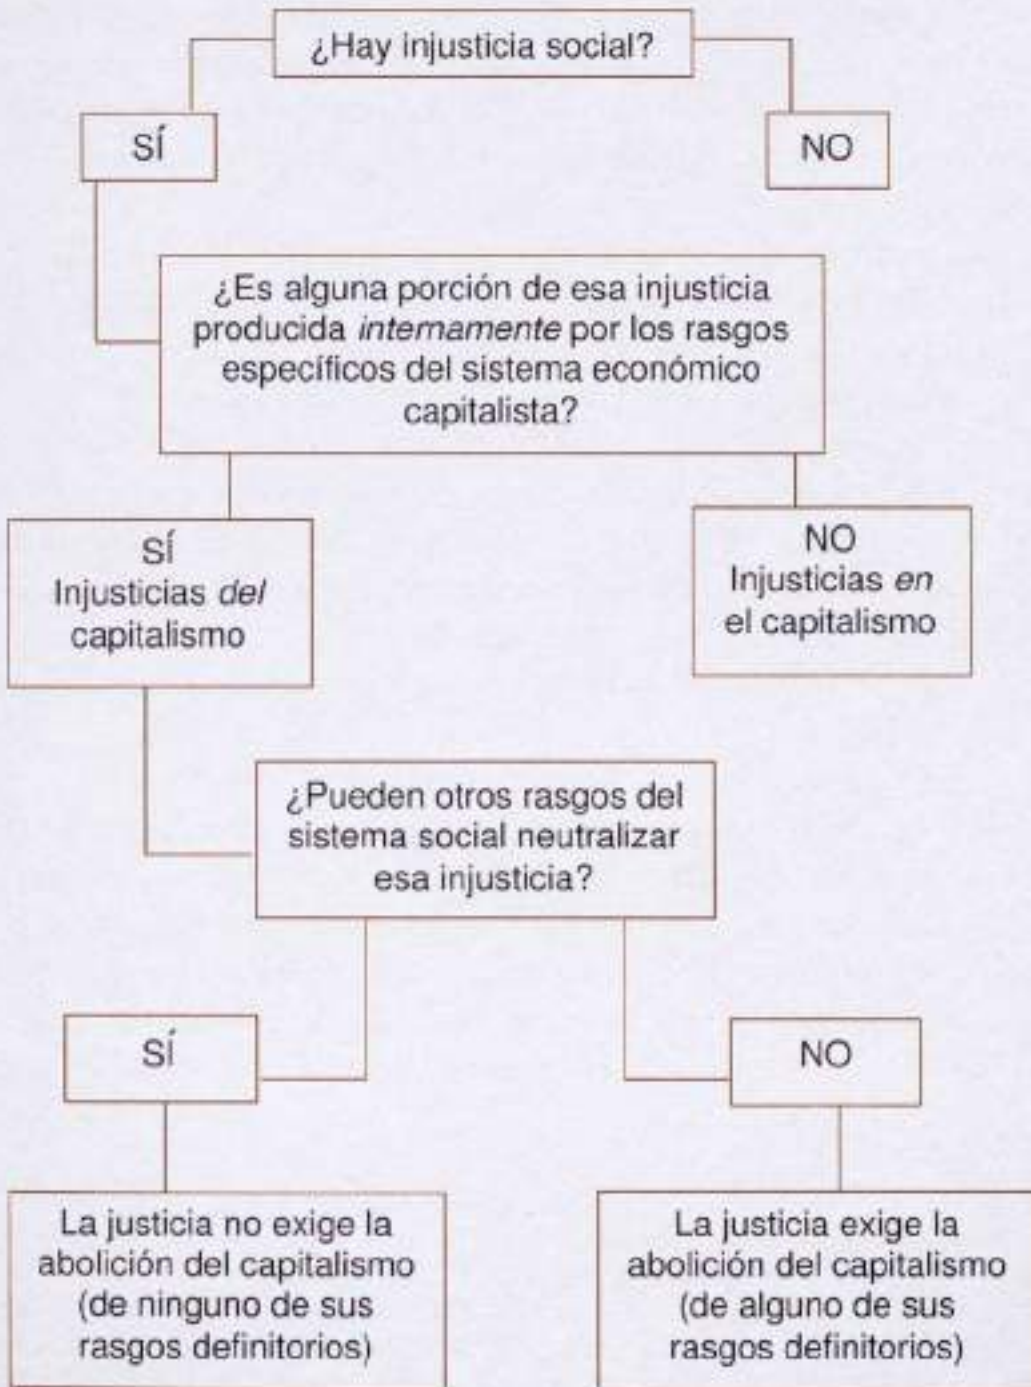 ¿Hay injusticia social?
SÍ
NO
¿Es alguna porción de esa injusticia
producida internamente por los rasgos
específicos del sistema económico
capitalista?
SÍ
Injusticias del
capitalismo
NO
Injusticias en
el capitalismo
¿Pueden otros rasgos del
sistema social neutralizar
esa injusticia?
SÍ
NO
La justicia no exige la
abolición del capitalismo
(de ninguno de sus
rasgos definitorios)
La justicia exige la
abolición del capitalismo
(de alguno de sus
rasgos definitorios)